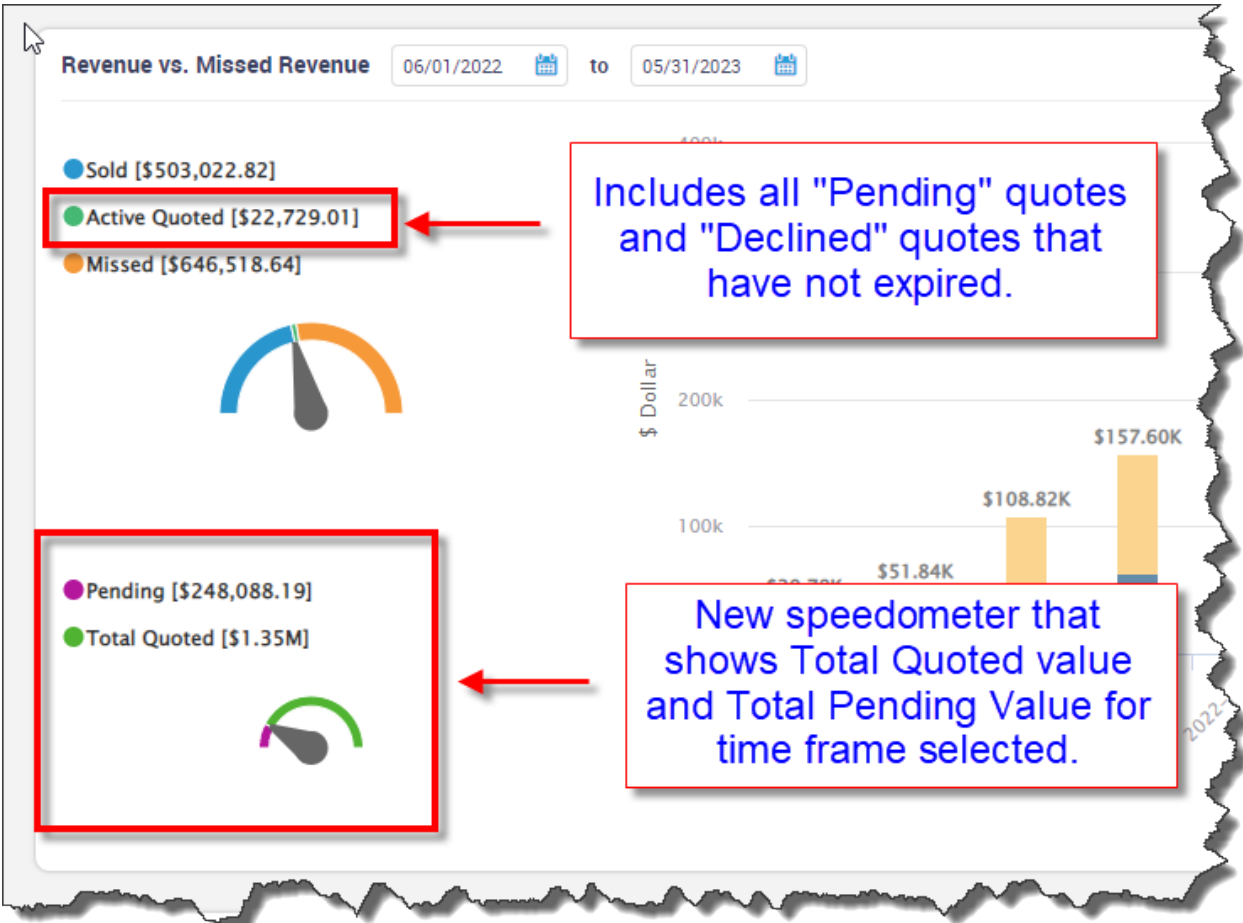 Revenue vs. Missed Revenue 06/01/2022 to 05/31/2023
Sold [$503,022.82]
Active Quoted [$22,729.01]
Missed [$646,518.64]
Includes all "Pending" quotes
and "Declined" quotes that
have not expired.
$ Dollar
200k
$157.60K
$108.82K
100k
$51.84K
Pending [$248,088.19]
Total Quoted [$1.35M]
New speedometer that
shows Total Quoted value
and Total Pending Value for
time frame selected.